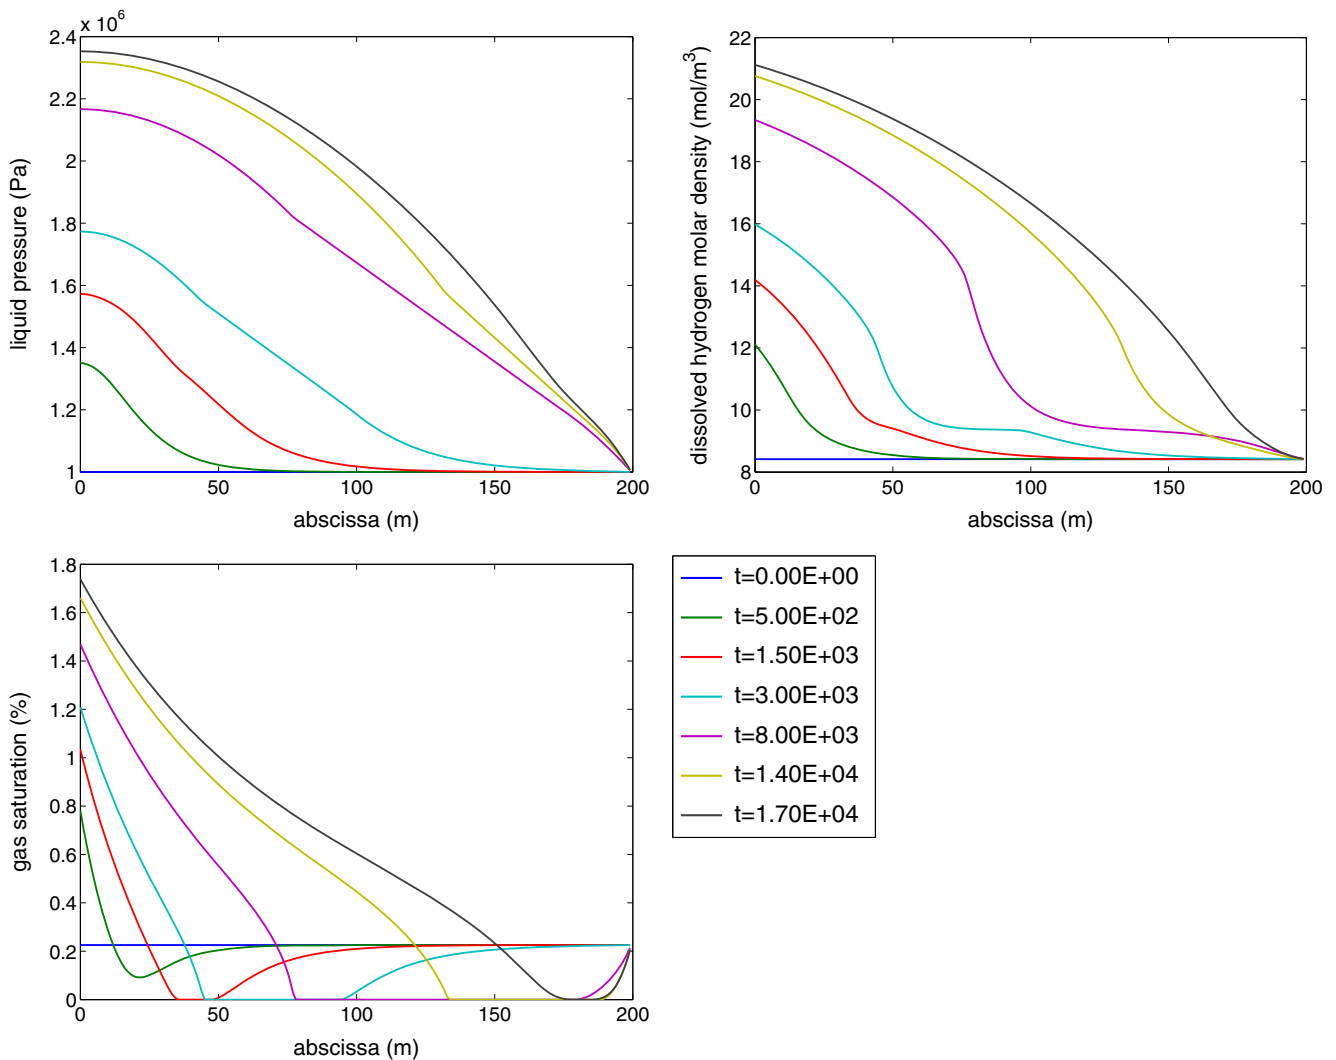 x 10^6
2.4
2.2
2
1.8
1.6
1.4
1.2
1
0 50 100 150 200
abscissa (m)
liquid pressure (Pa)
22
20
18
16
14
12
10
8
0 50 100 150 200
abscissa (m)
dissolved hydrogen molar density (mol/m^3)
1.8
1.6
1.4
1.2
1
0.8
0.6
0.4
0.2
0
0 50 100 150 200
abscissa (m)
gas saturation (%)
t=0.00E+00
t=5.00E+02
t=1.50E+03
t=3.00E+03
t=8.00E+03
t=1.40E+04
t=1.70E+04